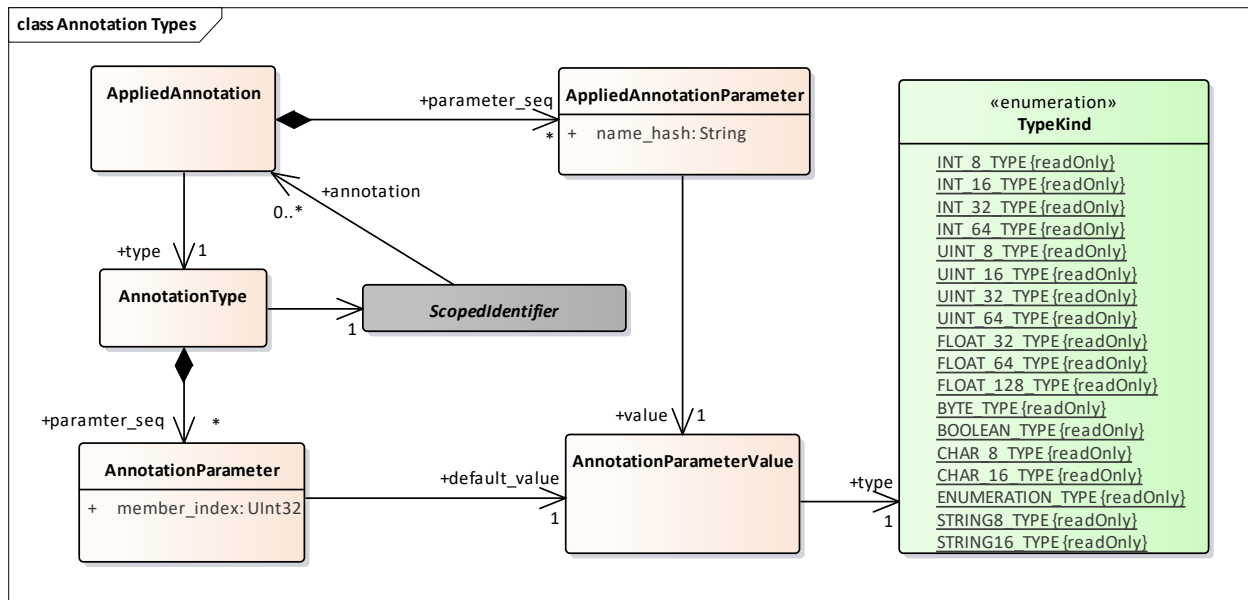 class Annotation Types
AppliedAnnotation
+parameter_seq
*
AppliedAnnotationParameter
+ name_hash: String
«enumeration»
TypeKind
INT_8_TYPE {readOnly}
INT_16_TYPE {readOnly}
INT_32_TYPE {readOnly}
INT_64_TYPE {readOnly}
UINT_8_TYPE {readOnly}
UINT_16_TYPE {readOnly}
UINT_32_TYPE {readOnly}
UINT_64_TYPE {readOnly}
FLOAT_32_TYPE {readOnly}
FLOAT_64_TYPE {readOnly}
FLOAT_128_TYPE {readOnly}
BYTE_TYPE {readOnly}
BOOLEAN_TYPE {readOnly}
CHAR_8_TYPE {readOnly}
CHAR_16_TYPE {readOnly}
ENUMERATION_TYPE {readOnly}
STRING8_TYPE {readOnly}
STRING16_TYPE {readOnly}
+annotation
0..*
+type
1
AnnotationType
1
ScopedIdentifier
+paramter_seq
*
AnnotationParameter
+ member_index: UInt32
+default_value
1
+value
1
AnnotationParameterValue
+type
1